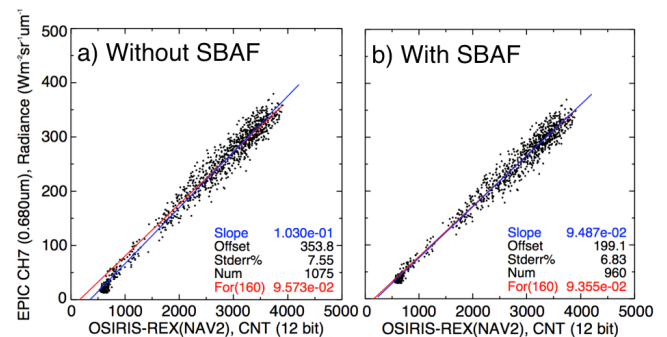 a) Without SBAF
EPIC CH7 (0.680um), Radiance (Wm-2sr-1um-1
500
400
300
200
100
0
Slope 1.030e-01
Offset 353.8
Stderr% 7.55
Num 1075
For(160) 9.573e-02
0 1000 2000 3000 4000 5000
OSIRIS-REX(NAV2), CNT (12 bit)
b) With SBAF
Slope 9.487e-02
Offset 199.1
Stderr% 6.83
Num 960
For(160) 9.355e-02
0 1000 2000 3000 4000 5000
OSIRIS-REX(NAV2), CNT (12 bit)